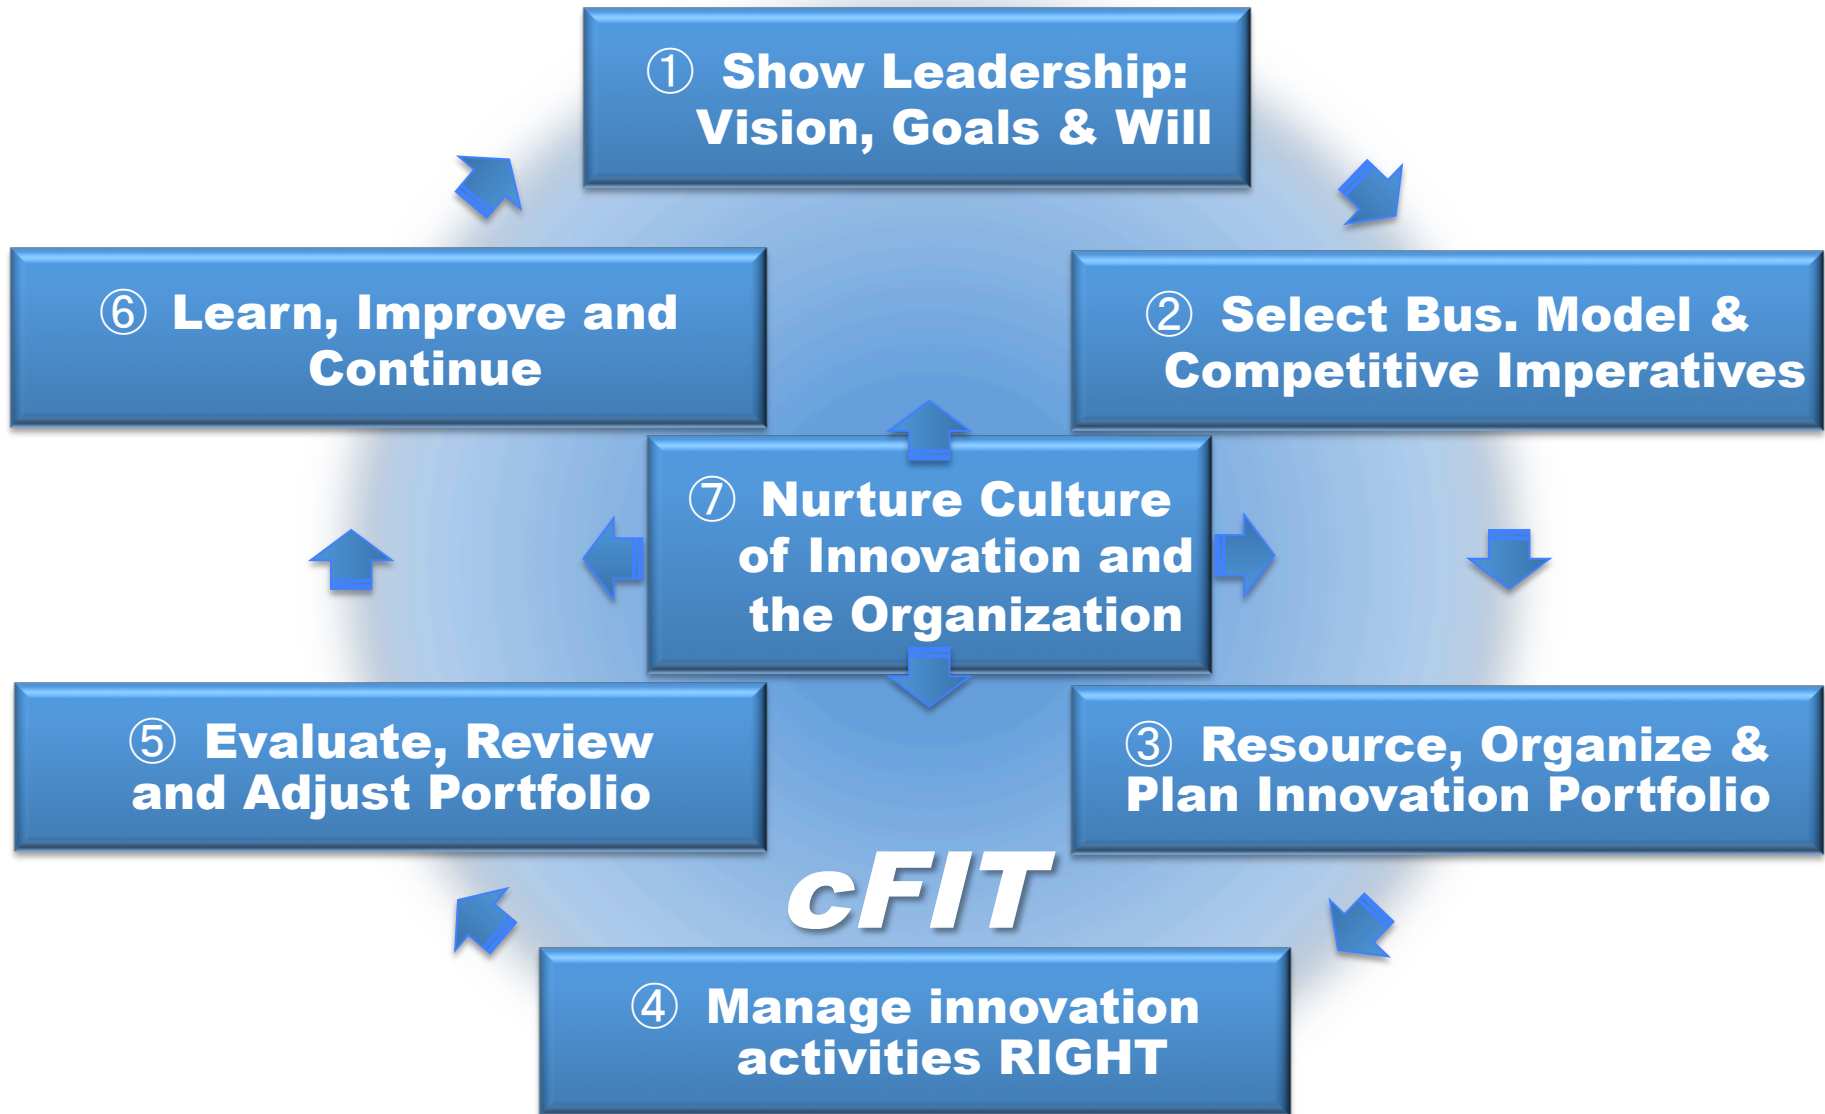 ① Show Leadership:
Vision, Goals & Will
② Select Bus. Model &
Competitive Imperatives
③ Resource, Organize &
Plan Innovation Portfolio
④ Manage innovation
activities RIGHT
⑤ Evaluate, Review
and Adjust Portfolio
⑥ Learn, Improve and
Continue
⑦ Nurture Culture
of Innovation and
the Organization
cFIT